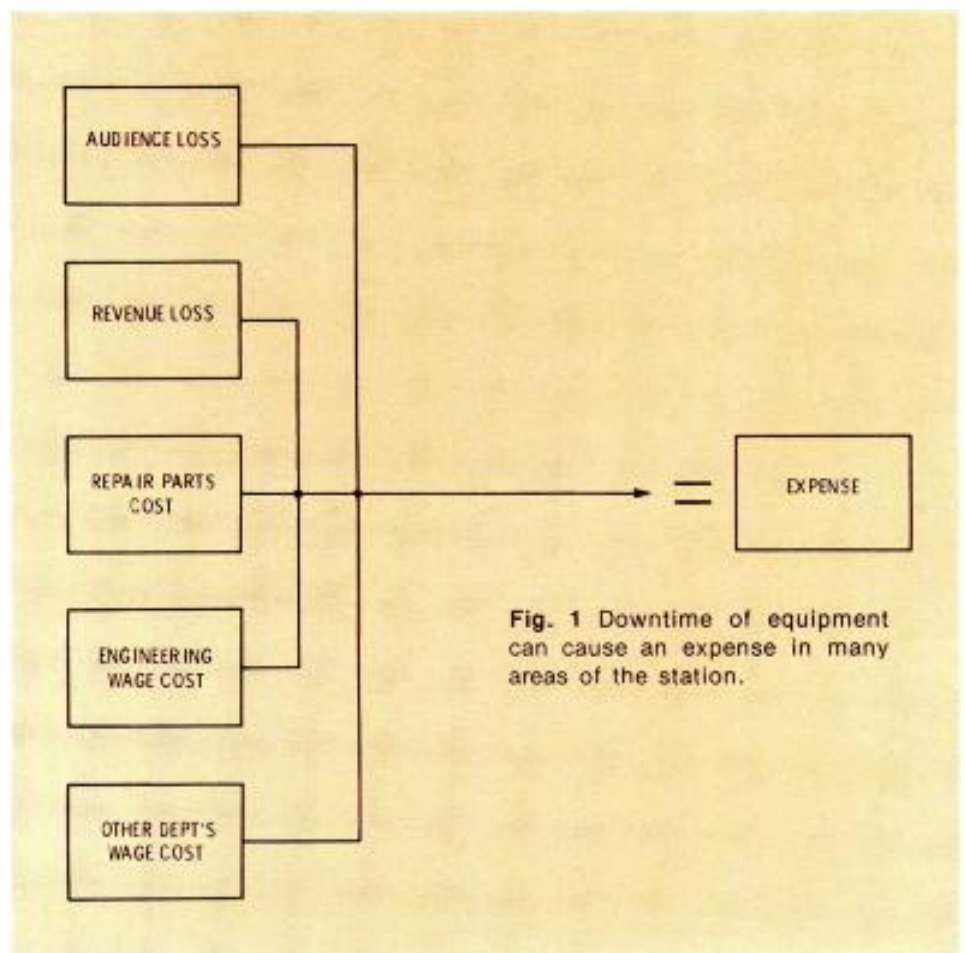 AUDIENCE LOSS
REVENUE LOSS
REPAIR PARTS
COST
ENGINEERING
WAGE COST
OTHER DEPT'S
WAGE COST
=
EXPENSE
Fig. 1 Downtime of equipment
can cause an expense in many
areas of the station.